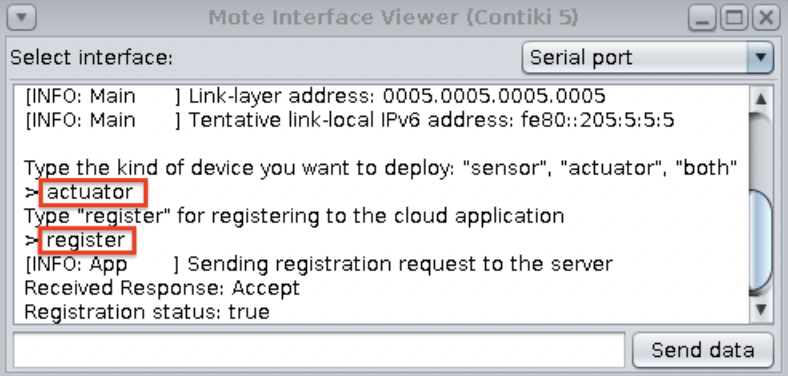 Mote Interface Viewer (Contiki 5)
Select interface: Serial port
[INFO: Main ] Link-layer address: 0005.0005.0005.0005
[INFO: Main ] Tentative link-local IPv6 address: fe80::205:5:5:5
Type the kind of device you want to deploy: "sensor", "actuator", "both"
> actuator
Type "register" for registering to the cloud application
> register
[INFO: App ] Sending registration request to the server
Received Response: Accept
Registration status: true
Send data